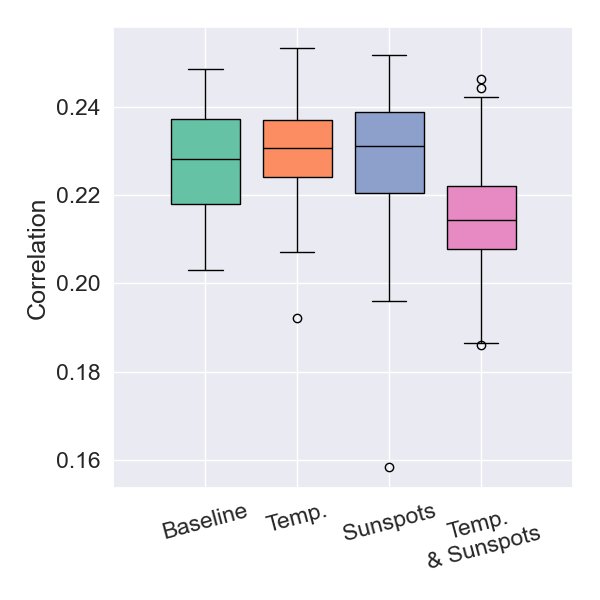 Correlation
0.24
0.22
0.20
0.18
0.16
Baseline
Temp.
Sunspots
Temp.
& Sunspots